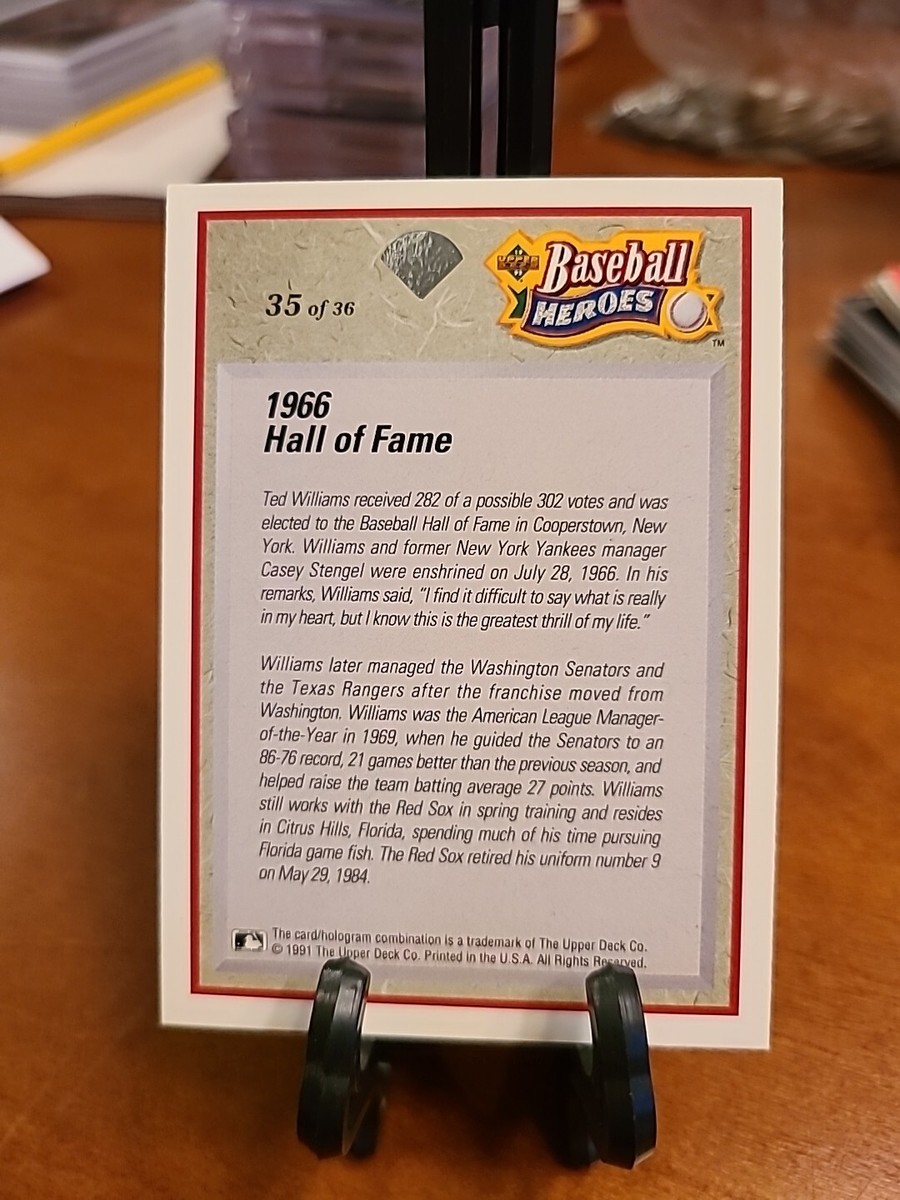 35 of 36
UPPER DECK
Baseball
HEROES
TM
1966
Hall of Fame
Ted Williams received 282 of a possible 302 votes and was
elected to the Baseball Hall of Fame in Cooperstown, New
York. Williams and former New York Yankees manager
Casey Stengel were enshrined on July 28, 1966. In his
remarks, Williams said, “I find it difficult to say what is really
in my heart, but I know this is the greatest thrill of my life.”
Williams later managed the Washington Senators and
the Texas Rangers after the franchise moved from
Washington. Williams was the American League Manager-
of-the-Year in 1969, when he guided the Senators to an
86-76 record, 21 games better than the previous season, and
helped raise the team batting average 27 points. Williams
still works with the Red Sox in spring training and resides
in Citrus Hills, Florida, spending much of his time pursuing
Florida game fish. The Red Sox retired his uniform number 9
on May 29, 1984.
The card/hologram combination is a trademark of The Upper Deck Co.
© 1991 The Upper Deck Co. Printed in the U.S.A. All Rights Reserved.